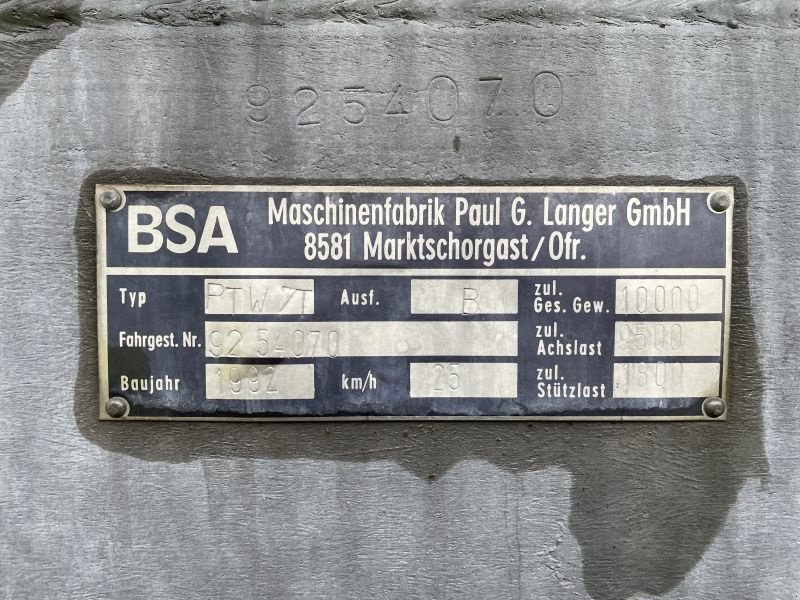 9254070
BSA Maschinenfabrik Paul G. Langer GmbH
8581 Marktschorgast/Ofr.
Typ PTW 7T Ausf. B zul. Ges. Gew. 10000
Fahrgest. Nr. 92 54070 zul. Achslast 9500
Baujahr 1992 km/h 25 zul. Stützlast 1800